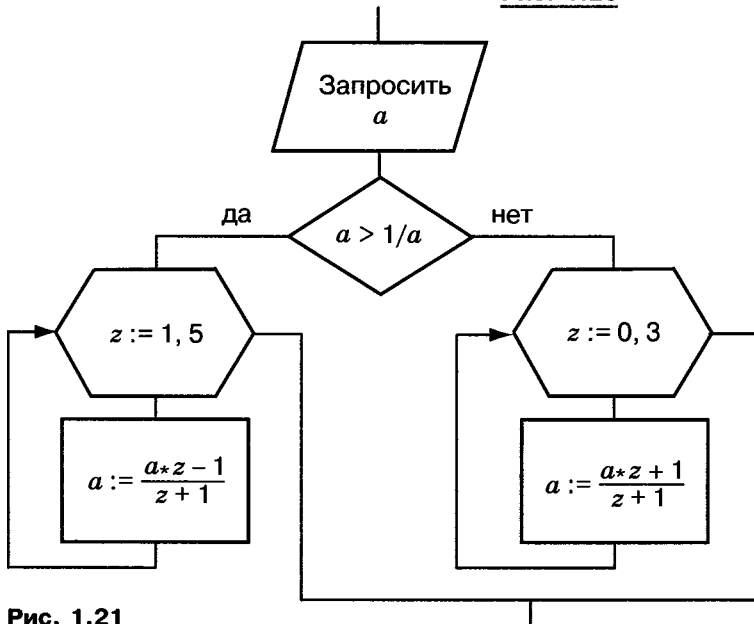 Запросить
a
да
a > 1/a
нет
z := 1, 5
z := 0, 3
a := a*z − 1
z + 1
a := a*z + 1
z + 1
Рис. 1.21